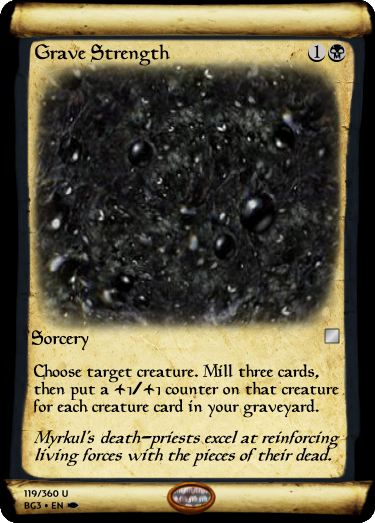 Grave Strength 1
Sorcery
Choose target creature. Mill three cards,
then put a +1/+1 counter on that creature
for each creature card in your graveyard.
Myrkul's death-priests excel at reinforcing
living forces with the pieces of their dead.
119/360 U
BG3 • EN